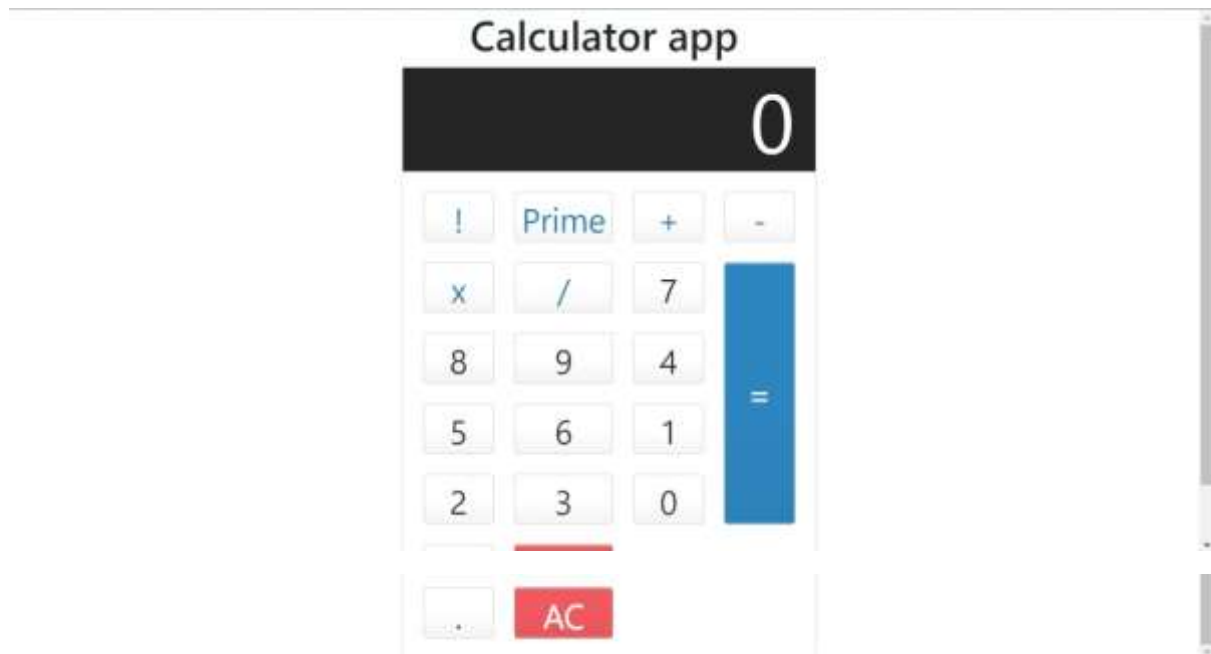 Calculator app
0
! Prime + -
x / 7
8 9 4
=
5 6 1
2 3 0
. AC